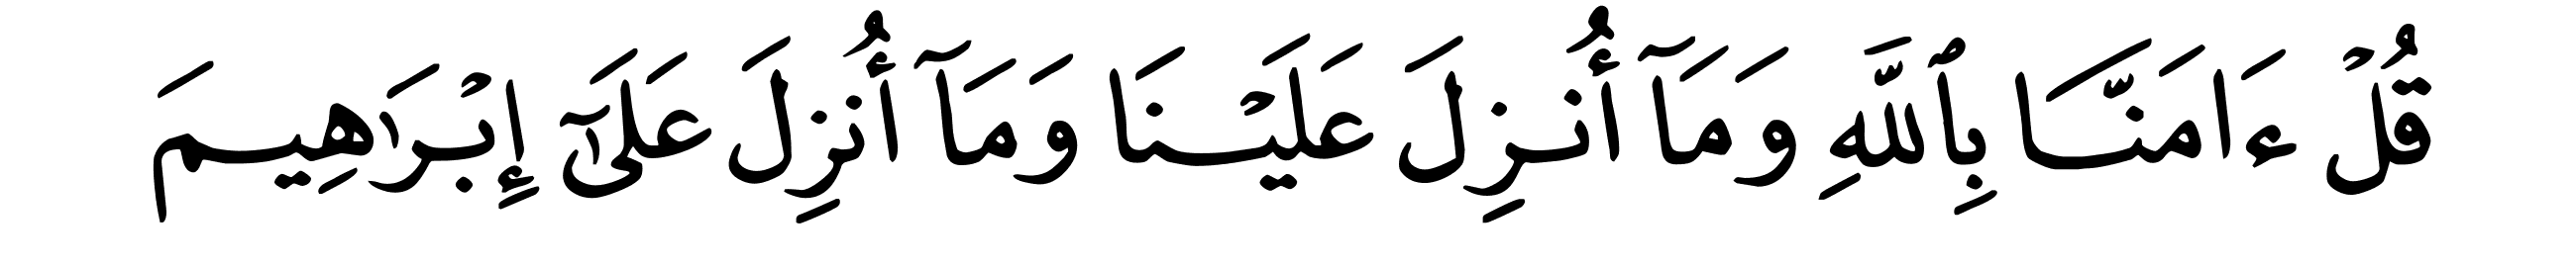 قُلۡ ءَامَنَّا بِٱللَّهِ وَمَآ أُنزِلَ عَلَيۡنَا وَمَآ أُنزِلَ عَلَىٰٓ إِبۡرَٰهِيمَ